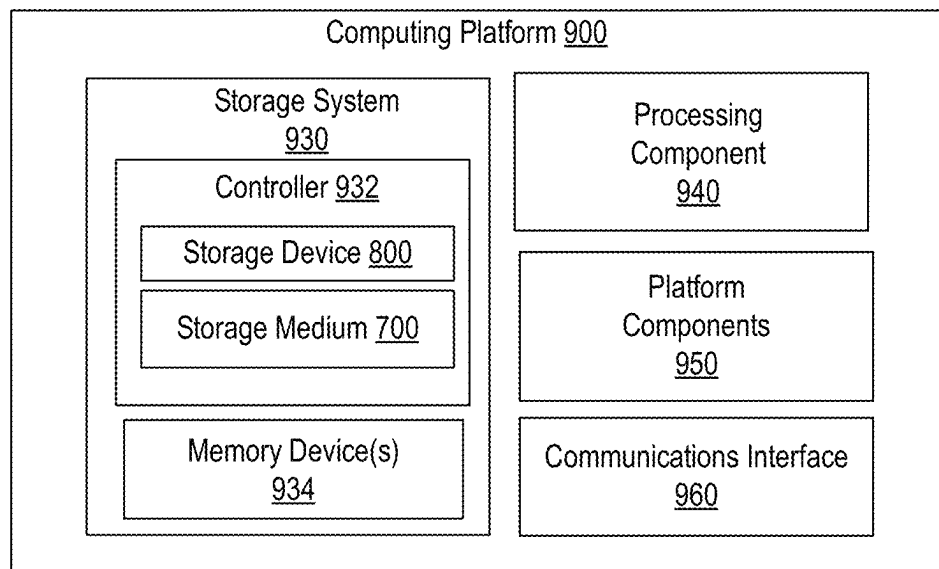 Computing Platform 900
Storage System
930
Controller 932
Storage Device 800
Storage Medium 700
Memory Device(s)
934
Processing
Component
940
Platform
Components
950
Communications Interface
960